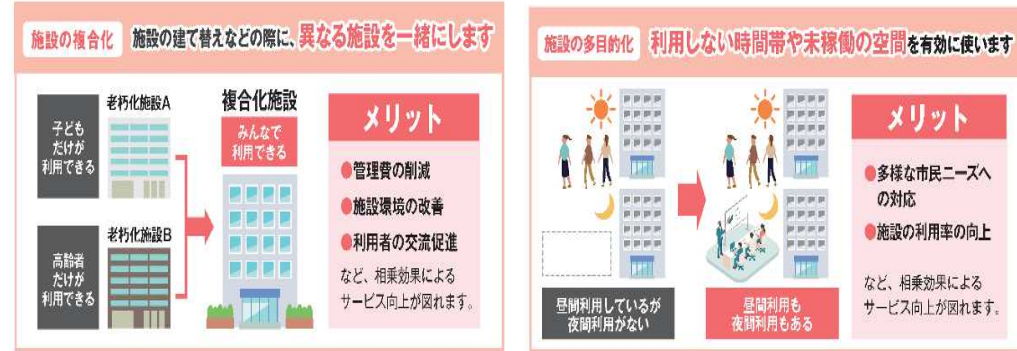 施設の複合化 施設の建て替えなどの際に、異なる施設を一緒にします
子ども
だけが
利用できる
老朽化施設A
高齢者
だけが
利用できる
老朽化施設B
複合化施設
みんなで
利用できる
メリット
●管理費の削減
●施設環境の改善
●利用者の交流促進
など、相乗効果による
サービス向上が図れます。
施設の多目的化 利用しない時間帯や未稼働の空間を有効に使います
昼間利用しているが
夜間利用がない
昼間利用も
夜間利用もある
メリット
●多様な市民ニーズへ
の対応
●施設の利用率の向上
など、相乗効果による
サービス向上が図れます。